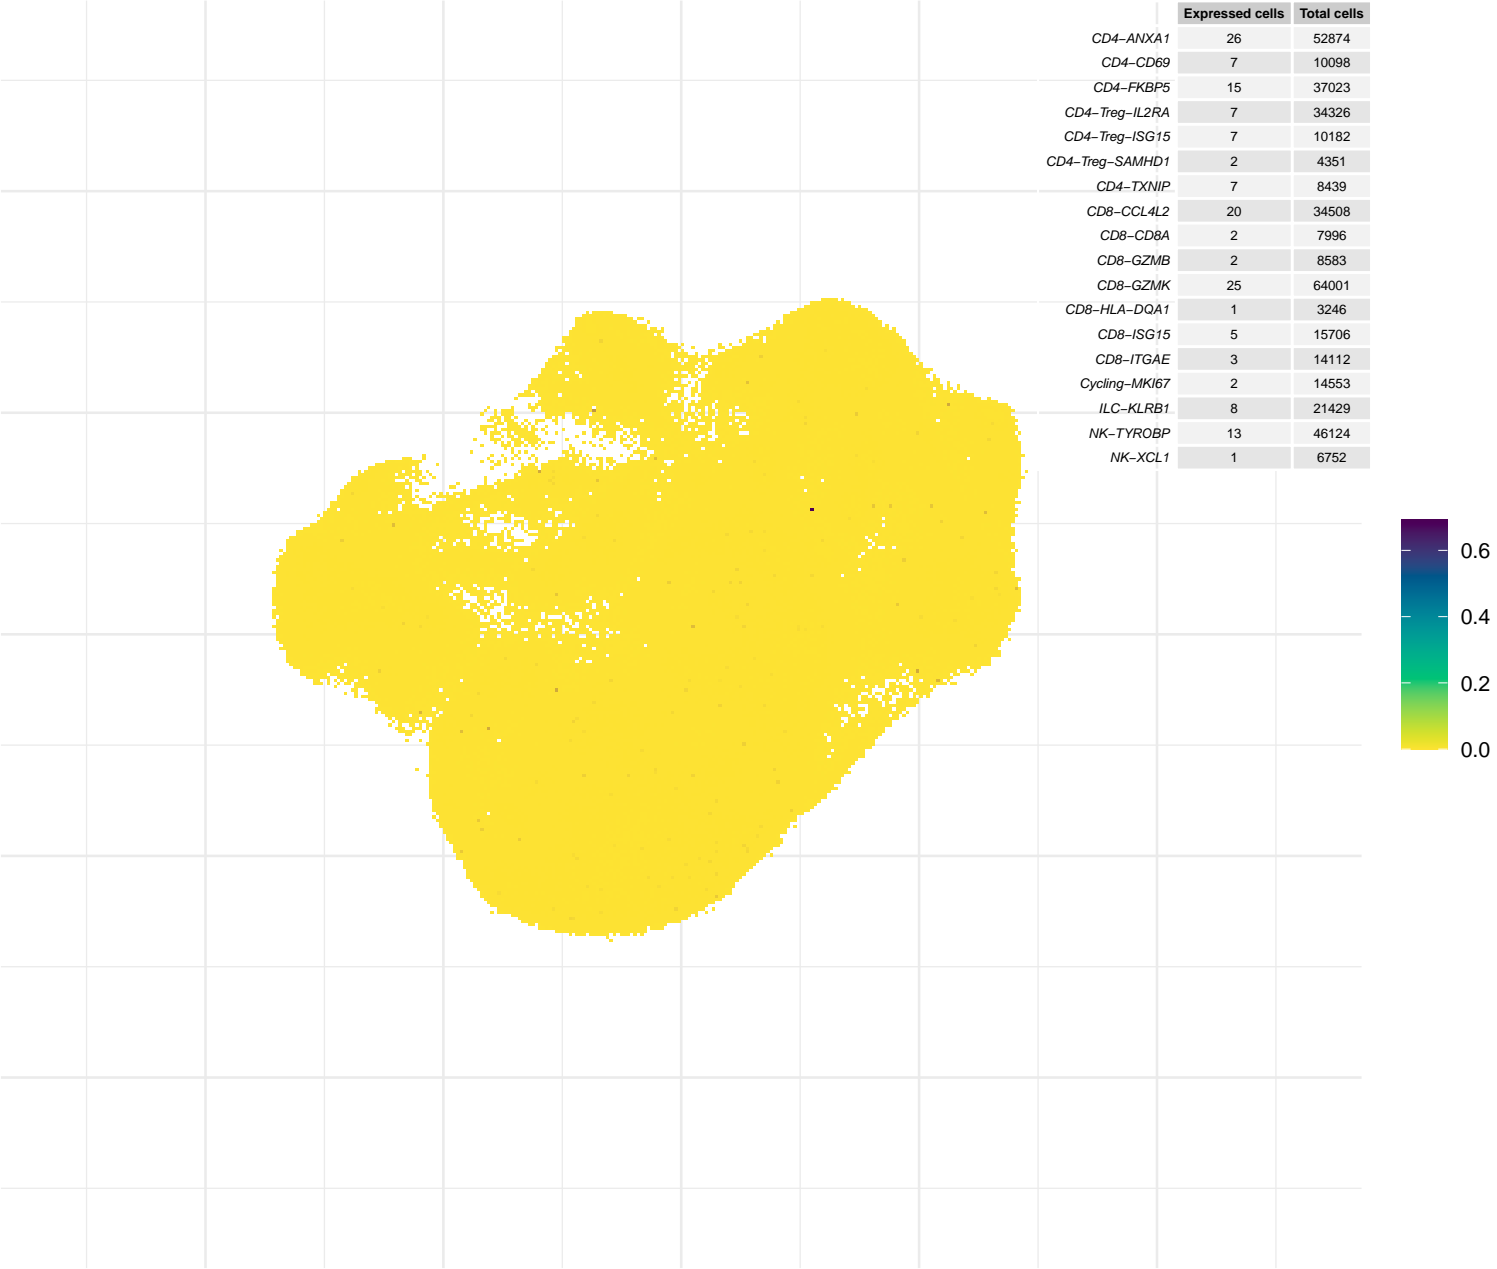 Expressed cells Total cells
CD4−ANXA1 26 52874
CD4−CD69 7 10098
CD4−FKBP5 15 37023
CD4−Treg−IL2RA 7 34326
CD4−Treg−ISG15 7 10182
CD4−Treg−SAMHD1 2 4351
CD4−TXNIP 7 8439
CD8−CCL4L2 20 34508
CD8−CD8A 2 7996
CD8−GZMB 2 8583
CD8−GZMK 25 64001
CD8−HLA−DQA1 1 3246
CD8−ISG15 5 15706
CD8−ITGAE 3 14112
Cycling−MKI67 2 14553
ILC−KLRB1 8 21429
NK−TYROBP 13 46124
NK−XCL1 1 6752
0.6
0.4
0.2
0.0